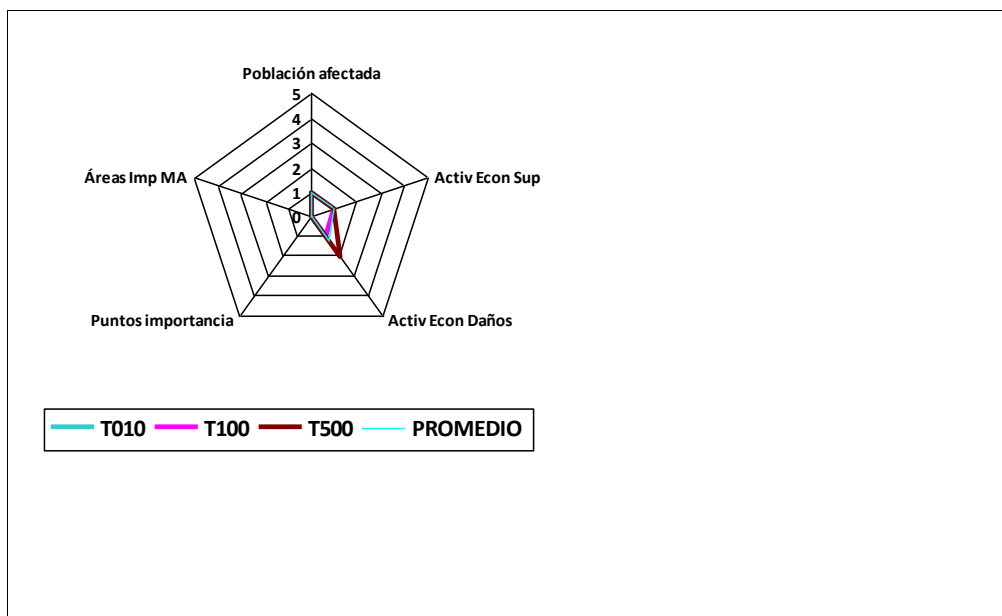 Población afectada
5
4
3
2
1
0
Áreas Imp MA
Activ Econ Sup
Puntos importancia
Activ Econ Daños
T010 T100 T500 PROMEDIO